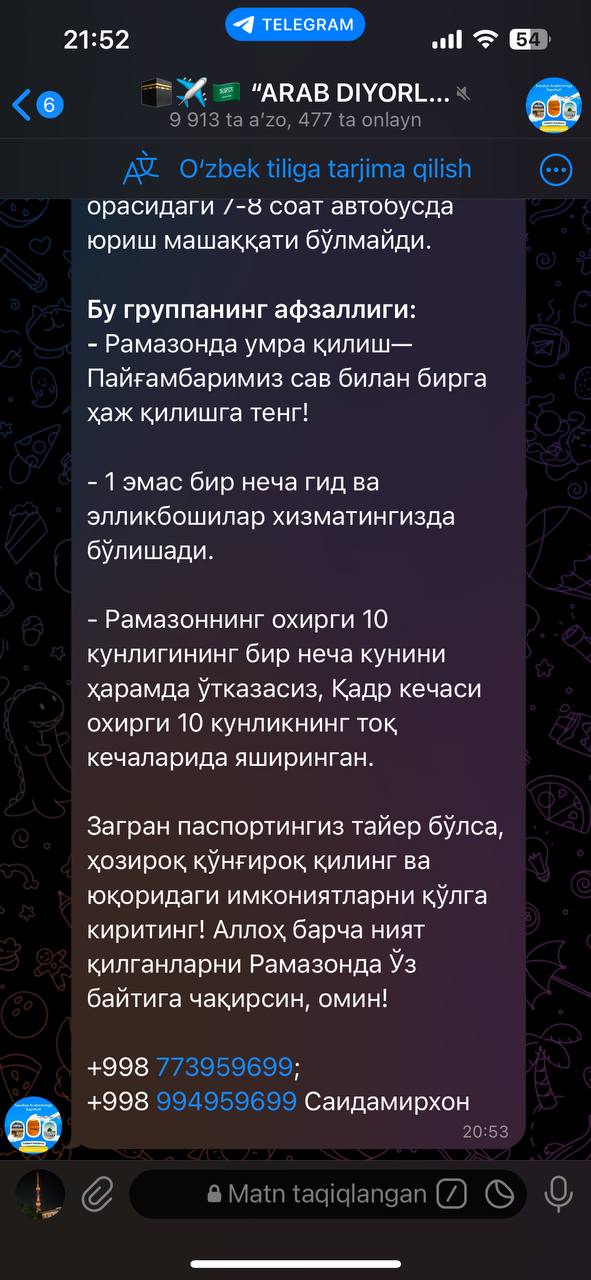 21:52
TELEGRAM
54
6
“ARAB DIYORL...
9 913 ta a’zo, 477 ta onlayn
O‘zbek tiliga tarjima qilish
орасидаги 7-8 соат автобусда
юриш машаққати бўлмайди.
Бу группанинг афзаллиги:
- Рамазонда умра қилиш—
Пайғамбаримиз сав билан бирга
ҳаж қилишга тенг!
- 1 эмас бир неча гид ва
элликбошилар хизматингизда
бўлишади.
- Рамазоннинг охирги 10
кунлигининг бир неча кунини
ҳарамда ўтказасиз, Қадр кечаси
охирги 10 кунликнинг тоқ
кечаларида яширинган.
Загран паспортингиз тайер бўлса,
ҳозироқ қўнғироқ қилинг ва
юқоридаги имкониятларни қўлга
киритинг! Аллоҳ барча ният
қилганларни Рамазонда Ўз
байтига чақирсин, омин!
+998 773959699;
+998 994959699 Саидамирхон
20:53
Matn taqiqlangan